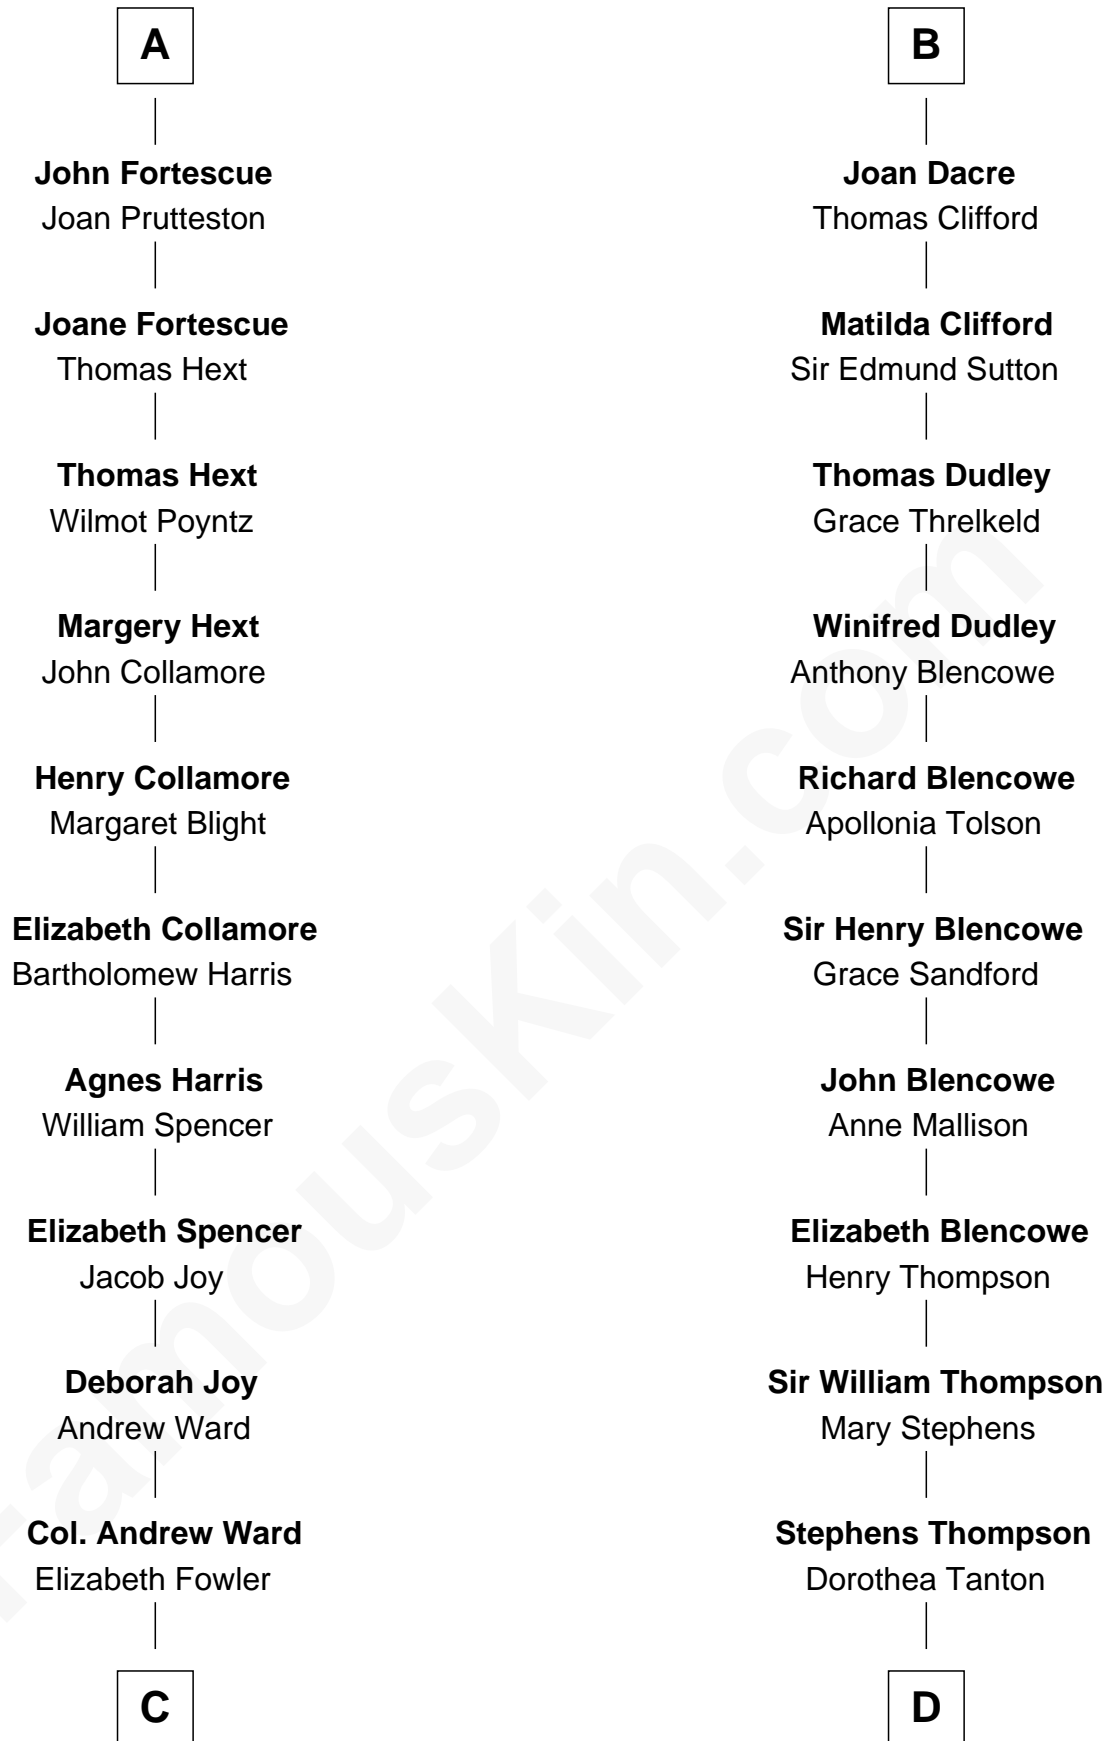 A
John Fortescue
Joan Prutteston
Joane Fortescue
Thomas Hext
Thomas Hext
Wilmot Poyntz
Margery Hext
John Collamore
Henry Collamore
Margaret Blight
Elizabeth Collamore
Bartholomew Harris
Agnes Harris
William Spencer
Elizabeth Spencer
Jacob Joy
Deborah Joy
Andrew Ward
Col. Andrew Ward
Elizabeth Fowler
C
B
Joan Dacre
Thomas Clifford
Matilda Clifford
Sir Edmund Sutton
Thomas Dudley
Grace Threlkeld
Winifred Dudley
Anthony Blencowe
Richard Blencowe
Apollonia Tolson
Sir Henry Blencowe
Grace Sandford
John Blencowe
Anne Mallison
Elizabeth Blencowe
Henry Thompson
Sir William Thompson
Mary Stephens
Stephens Thompson
Dorothea Tanton
D
FamousKin.com